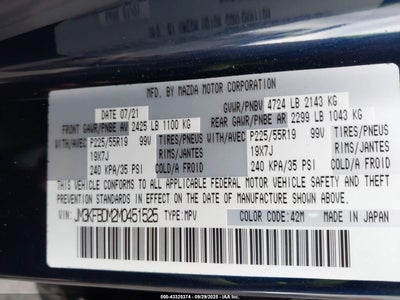 MFD. BY MAZDA MOTOR CORPORATION
DATE: 07/21 GVWR/PNBV 4724 LB 2143 KG
FRONT GAWR/PNBE AV 2425 LB 1100 KG REAR GAWR/PNBE AR 2299 LB 1043 KG
WITH/AVEC P225/55R19 99V TIRES/PNEUS WITH/AVEC P225/55R19 99V TIRES/PNEUS
19X7J RIMS/JANTES 19X7J RIMS/JANTES
240 KPA/35 PSI COLD/A FROID 240 KPA/35 PSI COLD/A FROID
THIS VEHICLE CONFORMS TO ALL APPLICABLE FEDERAL MOTOR VEHICLE SAFETY, BUMPER, AND THEFT
PREVENTION STANDARDS IN EFFECT ON THE DATE OF MANUFACTURE SHOWN ABOVE.
VIN: JM3KFBDM2M0451525 TYPE: MPV COLOR CODE: 42M MADE IN JAPAN
000-43325374 - 09/29/2025 - IAA Inc.